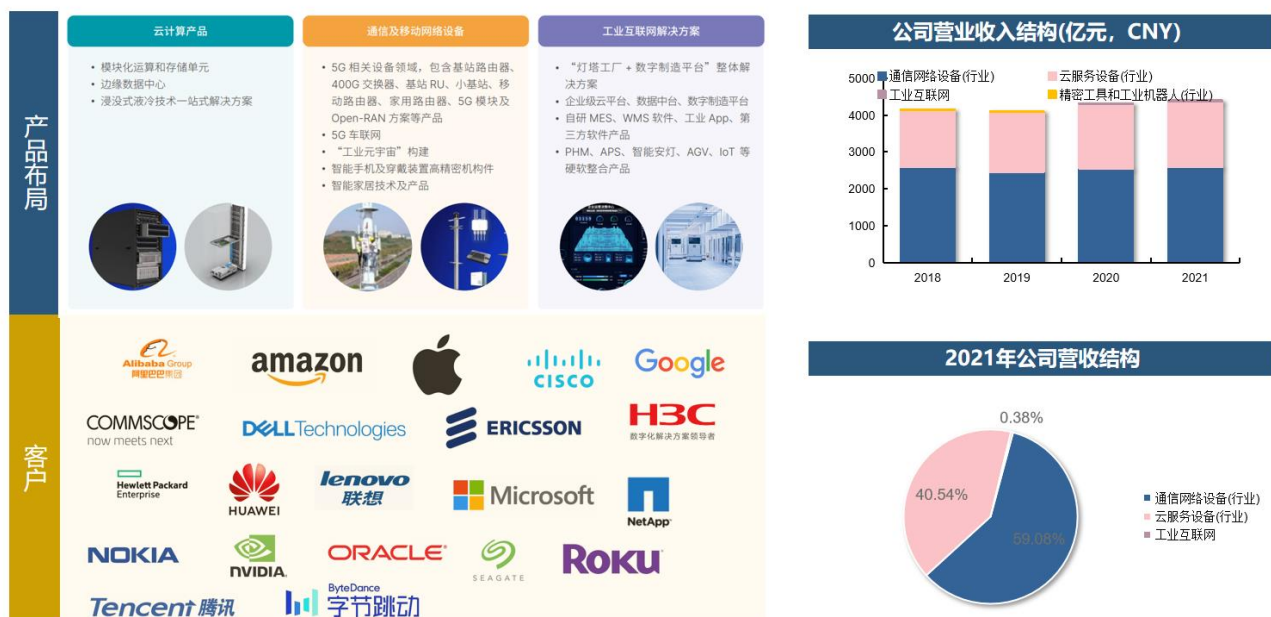 产品布局
云计算产品
• 模块化运算和存储单元
• 边缘数据中心
• 浸没式液冷技术一站式解决方案
通信及移动网络设备
• 5G 相关设备领域，包含基站路由器、
400G 交换器、基站 RU、小基站、移
动路由器、家用路由器、5G 模块及
Open-RAN 方案等产品
• 5G 车联网
• “工业元宇宙”构建
• 智能手机及穿戴装置高精密机构件
• 智能家居技术及产品
工业互联网解决方案
• “灯塔工厂 + 数字制造平台”整体解
决方案
• 企业级云平台、数据中台、数字制造平台
• 自研 MES、WMS 软件、工业 App、第
三方软件产品
• PHM、APS、智能安灯、AGV、IoT 等
硬软整合产品
客户
Alibaba Group
阿里巴巴集团
amazon
CISCO
Google
COMMSCOPE®
now meets next
DELLTechnologies
ERICSSON
H3C
数字化解决方案领导者
Hewlett Packard
Enterprise
HUAWEI
lenovo
联想
Microsoft
NetApp
NOKIA
NVIDIA.
ORACLE®
SEAGATE
ROKU
Tencent 腾讯
ByteDance
字节跳动
公司营业收入结构(亿元，CNY)
通信网络设备(行业)
云服务设备(行业)
工业互联网
精密工具和工业机器人(行业)
5000
4000
3000
2000
1000
0
2018
2019
2020
2021
2021年公司营收结构
0.38%
40.54%
59.08%
通信网络设备(行业)
云服务设备(行业)
工业互联网